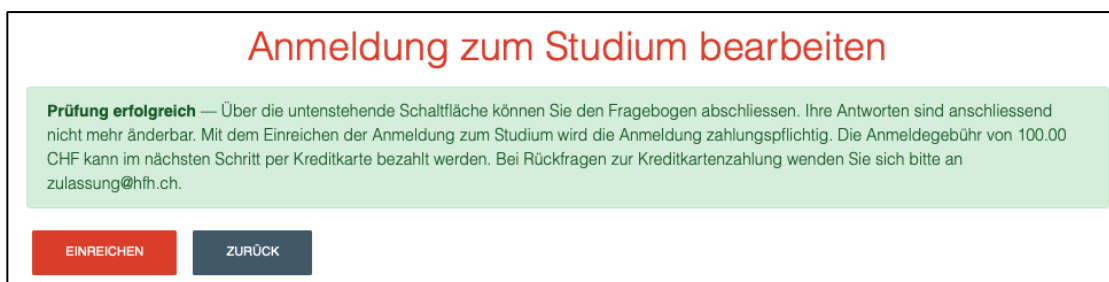 Anmeldung zum Studium bearbeiten
Prüfung erfolgreich — Über die untenstehende Schaltfläche können Sie den Fragebogen abschliessen. Ihre Antworten sind anschliessend
nicht mehr änderbar. Mit dem Einreichen der Anmeldung zum Studium wird die Anmeldung zahlungspflichtig. Die Anmeldegebühr von 100.00
CHF kann im nächsten Schritt per Kreditkarte bezahlt werden. Bei Rückfragen zur Kreditkartenzahlung wenden Sie sich bitte an
zulassung@hfh.ch.
EINREICHEN ZURÜCK